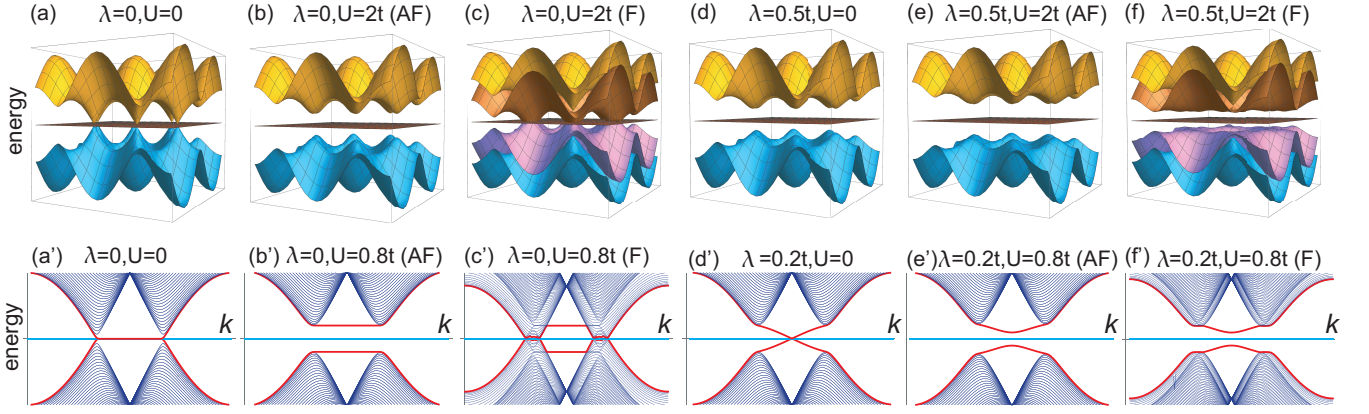 (a) λ=0,U=0
(b) λ=0,U=2t (AF)
(c) λ=0,U=2t (F)
(d) λ=0.5t,U=0
(e) λ=0.5t,U=2t (AF)
(f) λ=0.5t,U=2t (F)
energy
(a') λ=0,U=0
(b') λ=0,U=0.8t (AF)
(c') λ=0,U=0.8t (F)
(d') λ=0.2t,U=0
(e')λ=0.2t,U=0.8t (AF)
(f') λ=0.2t,U=0.8t (F)
energy
k
k
k
k
k
k